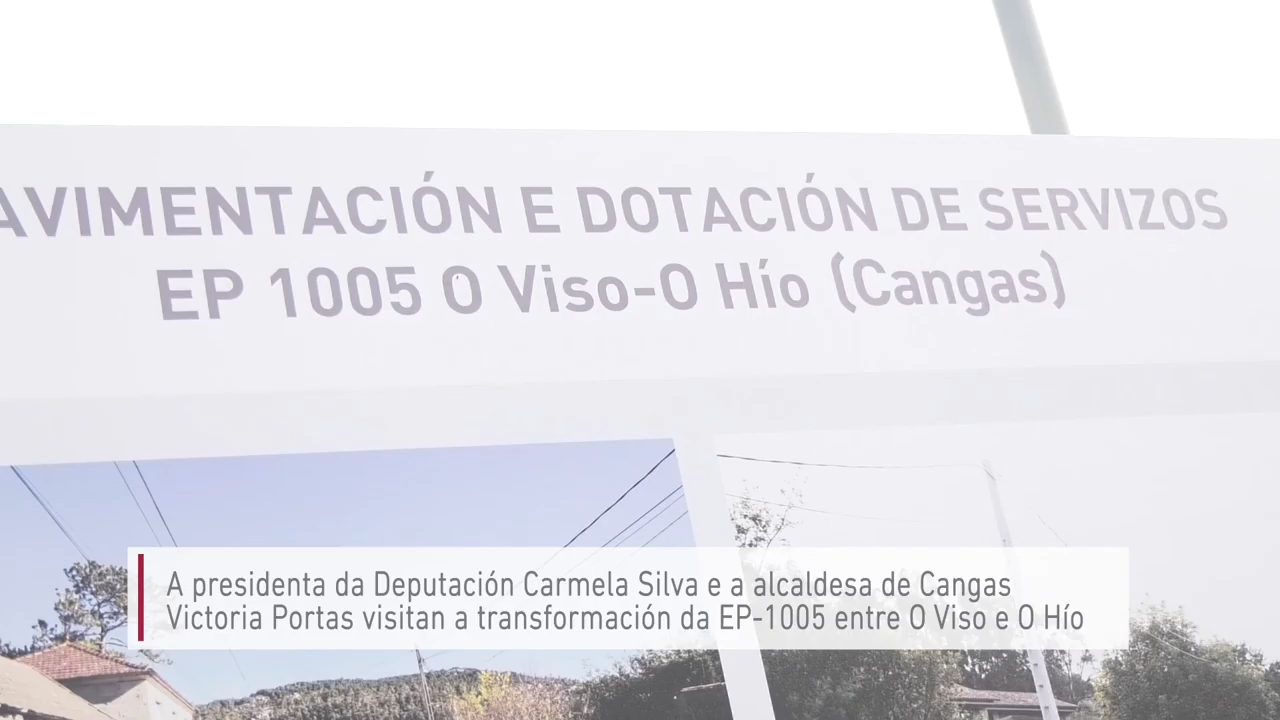 AVIMENTACIÓN E DOTACIÓN DE SERVIZOS
EP 1005 O Viso-O Hío (Cangas)
A presidenta da Deputación Carmela Silva e a alcaldesa de Cangas
Victoria Portas visitan a transformación da EP-1005 entre O Viso e O Hío